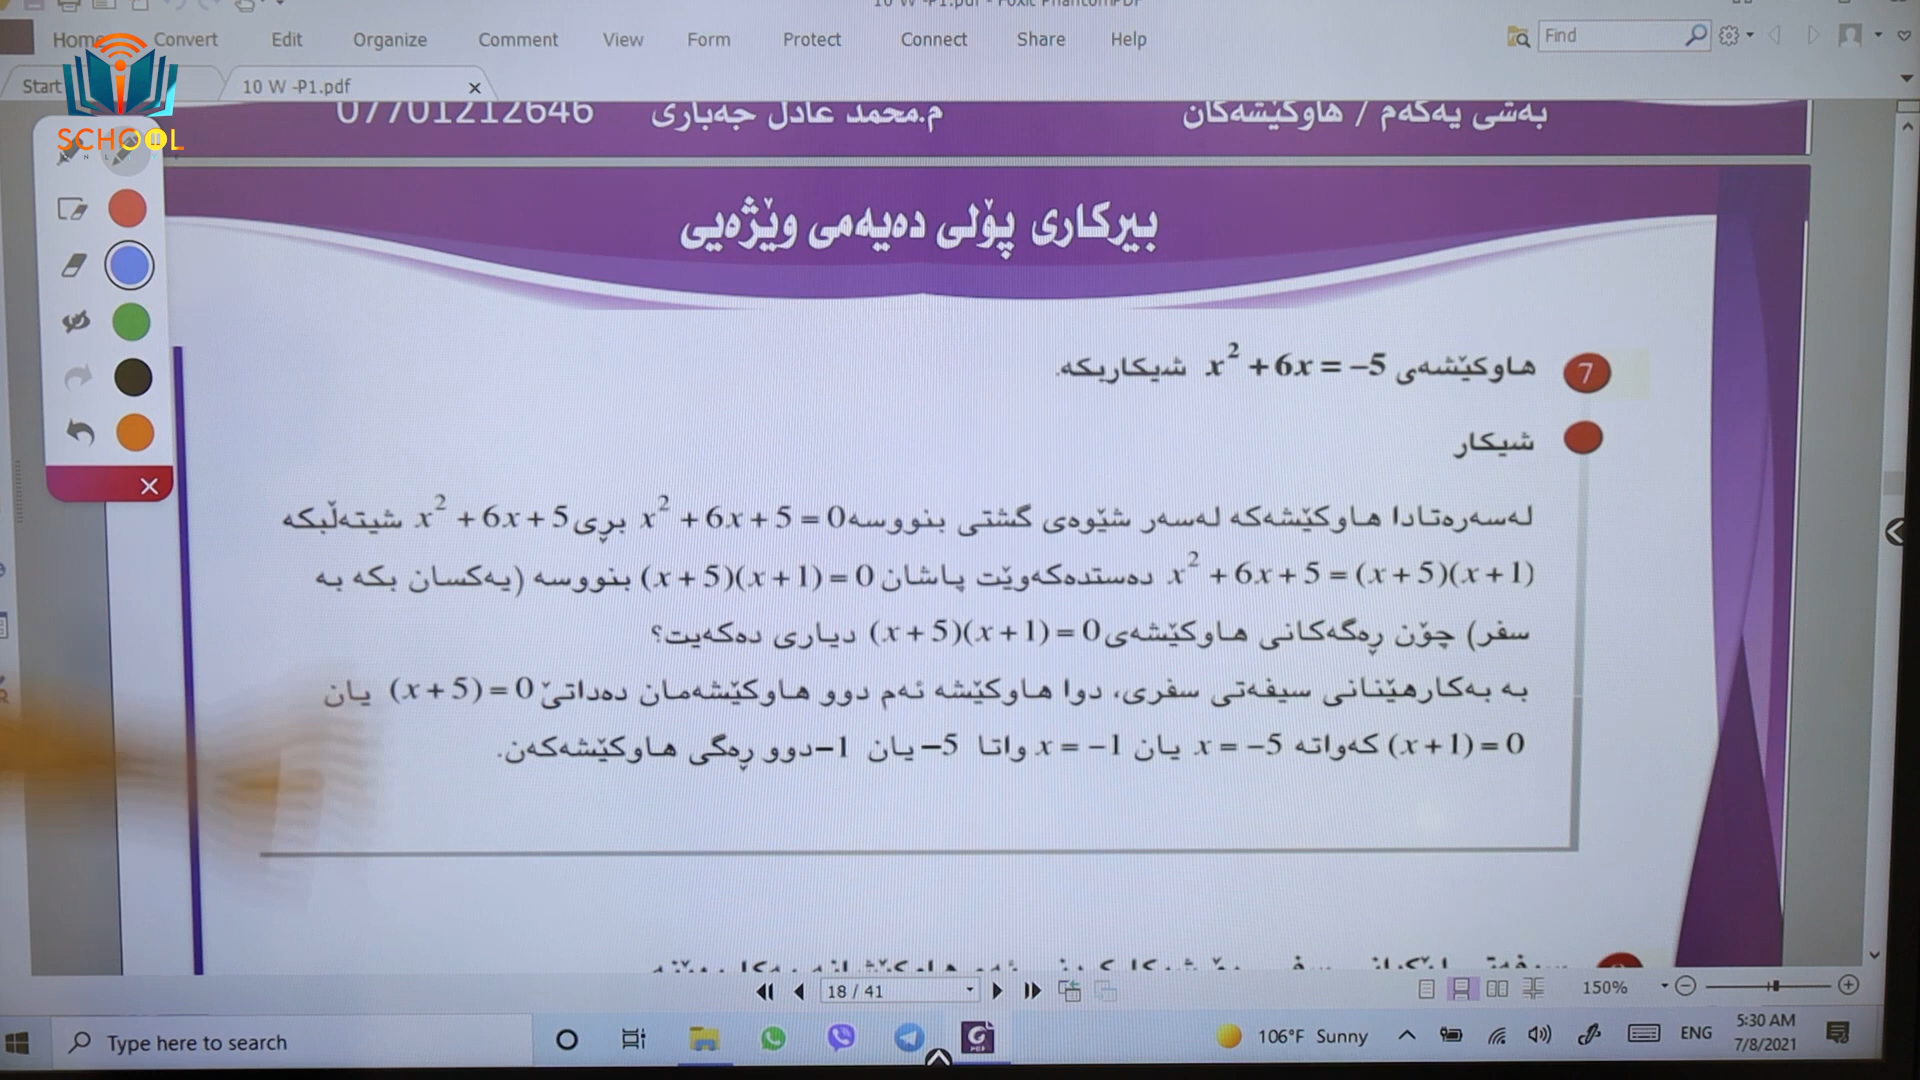 10 W -P1.pdf - Foxit PhantomPDF
Home Convert Edit Organize Comment View Form Protect Connect Share Help
Find
Start
10 W -P1.pdf
SCHOOL
بەشی یەکەم / هاوکێشەکان
م.محمد عادل جەباری
07701212646
بیرکاری پۆلی دەیەمی وێژەیی
7 هاوکێشەی x² + 6x = −5 شیکاربکە.
شیکار
لەسەرەتادا هاوکێشەکە لەسەر شێوەی گشتی بنووسە x² + 6x + 5 = 0 بڕی x² + 6x + 5 شیتەڵبکە
x² + 6x + 5 = (x + 5)(x + 1) دەستدەکەوێت پاشان (x + 5)(x + 1) = 0 بنووسە (یەکسان بکە بە
سفر) چۆن ڕەگەکانی هاوکێشەی (x + 5)(x + 1) = 0 دیاری دەکەیت؟
بە بەکارهێنانی سیفەتی سفری، دوا هاوکێشە ئەم دوو هاوکێشەمان دەداتێ (x + 5) = 0 یان
(x + 1) = 0 کەواتە x = −5 یان x = −1 واتا −5 یان −1 دوو ڕەگی هاوکێشەکەن.
18 / 41
150%
Type here to search
106°F Sunny
ENG
5:30 AM
7/8/2021